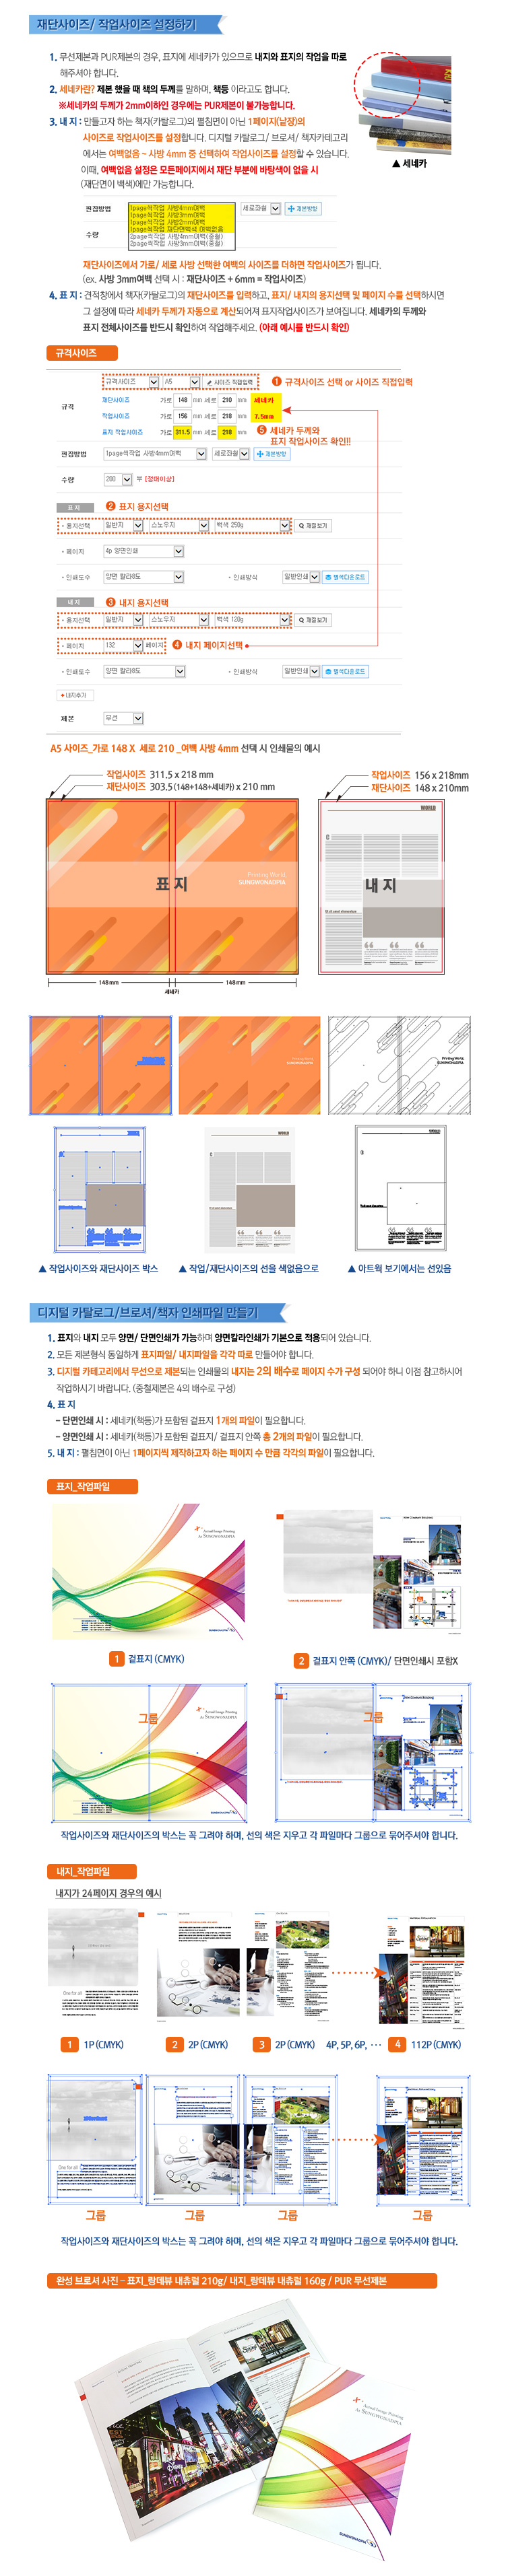 재단사이즈/ 작업사이즈 설정하기
1. 무선제본과 PUR제본의 경우, 표지에 세네카가 있으므로 내지와 표지의 작업을 따로
해주셔야 합니다.
2. 세네카란? 제본 했을 때 책의 두께를 말하며, 책등 이라고도 합니다.
※세네카의 두께가 2mm이하인 경우에는 PUR제본이 불가능합니다.
3. 내 지 : 만들고자 하는 책자(카탈로그)의 펼침면이 아닌 1페이지(낱장)의
사이즈로 작업사이즈를 설정합니다. 디지털 카탈로그/ 브로셔/ 책자카테고리
에서는 여백없음 ~ 사방 4mm 중 선택하여 작업사이즈를 설정할 수 있습니다.
이때, 여백없음 설정은 모든페이지에서 재단 부분에 바탕색이 없을 시
(재단면이 백색)에만 가능합니다.
▲ 세네카
편집방법
1page씩작업 사방4mm여백
1page씩작업 사방3mm여백
1page씩작업 사방2mm여백
1page씩작업 재단면백색 여백없음
2page씩작업 사방4mm여백(중철)
2page씩작업 사방3mm여백(중철)
세로좌철
제본방향
수량
재단사이즈에서 가로/ 세로 사방 선택한 여백의 사이즈를 더하면 작업사이즈가 됩니다.
(ex. 사방 3mm여백 선택 시 : 재단사이즈 + 6mm = 작업사이즈)
4. 표 지 : 견적창에서 책자(카탈로그)의 재단사이즈를 입력하고, 표지/ 내지의 용지선택 및 페이지 수를 선택하시면
그 설정에 따라 세네카 두께가 자동으로 계산되어져 표지작업사이즈가 보여집니다. 세네카의 두께와
표지 전체사이즈를 반드시 확인하여 작업해주세요. (아래 예시를 반드시 확인)
규격사이즈
규격사이즈 A5 사이즈 직접입력
1 규격사이즈 선택 or 사이즈 직접입력
규격
재단사이즈 가로 148 mm 세로 210 mm 세네카
작업사이즈 가로 156 mm 세로 218 mm 7.5mm
표지 작업사이즈 가로 311.5 mm 세로 218 mm
5 세네카 두께와
표지 작업사이즈 확인!!
편집방법 1page씩작업 사방4mm여백 세로좌철 제본방향
수량 200 부 [장매이상]
표 지 2 표지 용지선택
• 용지선택 일반지 스노우지 백색 250g 재질보기
• 페이지 4p 양면인쇄
• 인쇄도수 양면 칼라8도 • 인쇄방식 일반인쇄 별색다운로드
내 지 3 내지 용지선택
• 용지선택 일반지 스노우지 백색 120g 재질보기
• 페이지 132 페이지 4 내지 페이지선택
• 인쇄도수 양면 칼라8도 • 인쇄방식 일반인쇄 별색다운로드
+내지추가
제본 무선
A5 사이즈_가로 148 X 세로 210 _여백 사방 4mm 선택 시 인쇄물의 예시
작업사이즈 311.5 x 218 mm
재단사이즈 303.5 (148+148+세네카) x 210 mm
작업사이즈 156 x 218mm
재단사이즈 148 x 210mm
표 지
Printing World
SUNGWONADPIA
WORLD
내 지
148 mm
세네카
148 mm
Printing World
SUNGWONADPIA
WORLD
▲ 작업사이즈와 재단사이즈 박스
▲ 작업/재단사이즈의 선을 색없음으로
▲ 아트웍 보기에서는 선있음
디지털 카탈로그/브로셔/책자 인쇄파일 만들기
1. 표지와 내지 모두 양면/ 단면인쇄가 가능하며 양면칼라인쇄가 기본으로 적용되어 있습니다.
2. 모든 제본형식 동일하게 표지파일/ 내지파일을 각각 따로 만들어야 합니다.
3. 디지털 카테고리에서 무선으로 제본되는 인쇄물의 내지는 2의 배수로 페이지 수가 구성 되어야 하니 이점 참고하시어
작업하시기 바랍니다. (중철제본은 4의 배수로 구성)
4. 표 지
- 단면인쇄 시 : 세네카(책등)가 포함된 겉표지 1개의 파일이 필요합니다.
- 양면인쇄 시 : 세네카(책등)가 포함된 겉표지/ 겉표지 안쪽 총 2개의 파일이 필요합니다.
5. 내 지 : 펼침면이 아닌 1페이지씩 제작하고자 하는 페이지 수 만큼 각각의 파일이 필요합니다.
표지_작업파일
Actual Image Printing
by SUNGWONADPIA
1 겉표지 (CMYK)
2 겉표지 안쪽 (CMYK)/ 단면인쇄시 포함X
그룹
그룹
작업사이즈와 재단사이즈의 박스는 꼭 그려야 하며, 선의 색은 지우고 각 파일마다 그룹으로 묶어주셔야 합니다.
내지_작업파일
내지가 24페이지 경우의 예시
One for all
1 1P (CMYK)
2 2P (CMYK)
3 2P (CMYK)
4P, 5P, 6P, ···
4 112P (CMYK)
One for all
그룹
그룹
그룹
그룹
작업사이즈와 재단사이즈의 박스는 꼭 그려야 하며, 선의 색은 지우고 각 파일마다 그룹으로 묶어주셔야 합니다.
완성 브로셔 사진 – 표지_랑데뷰 내츄럴 210g/ 내지_랑데뷰 내츄럴 160g / PUR 무선제본
Actual Image Printing
by SUNGWONADPIA
SUNGWONADPIA